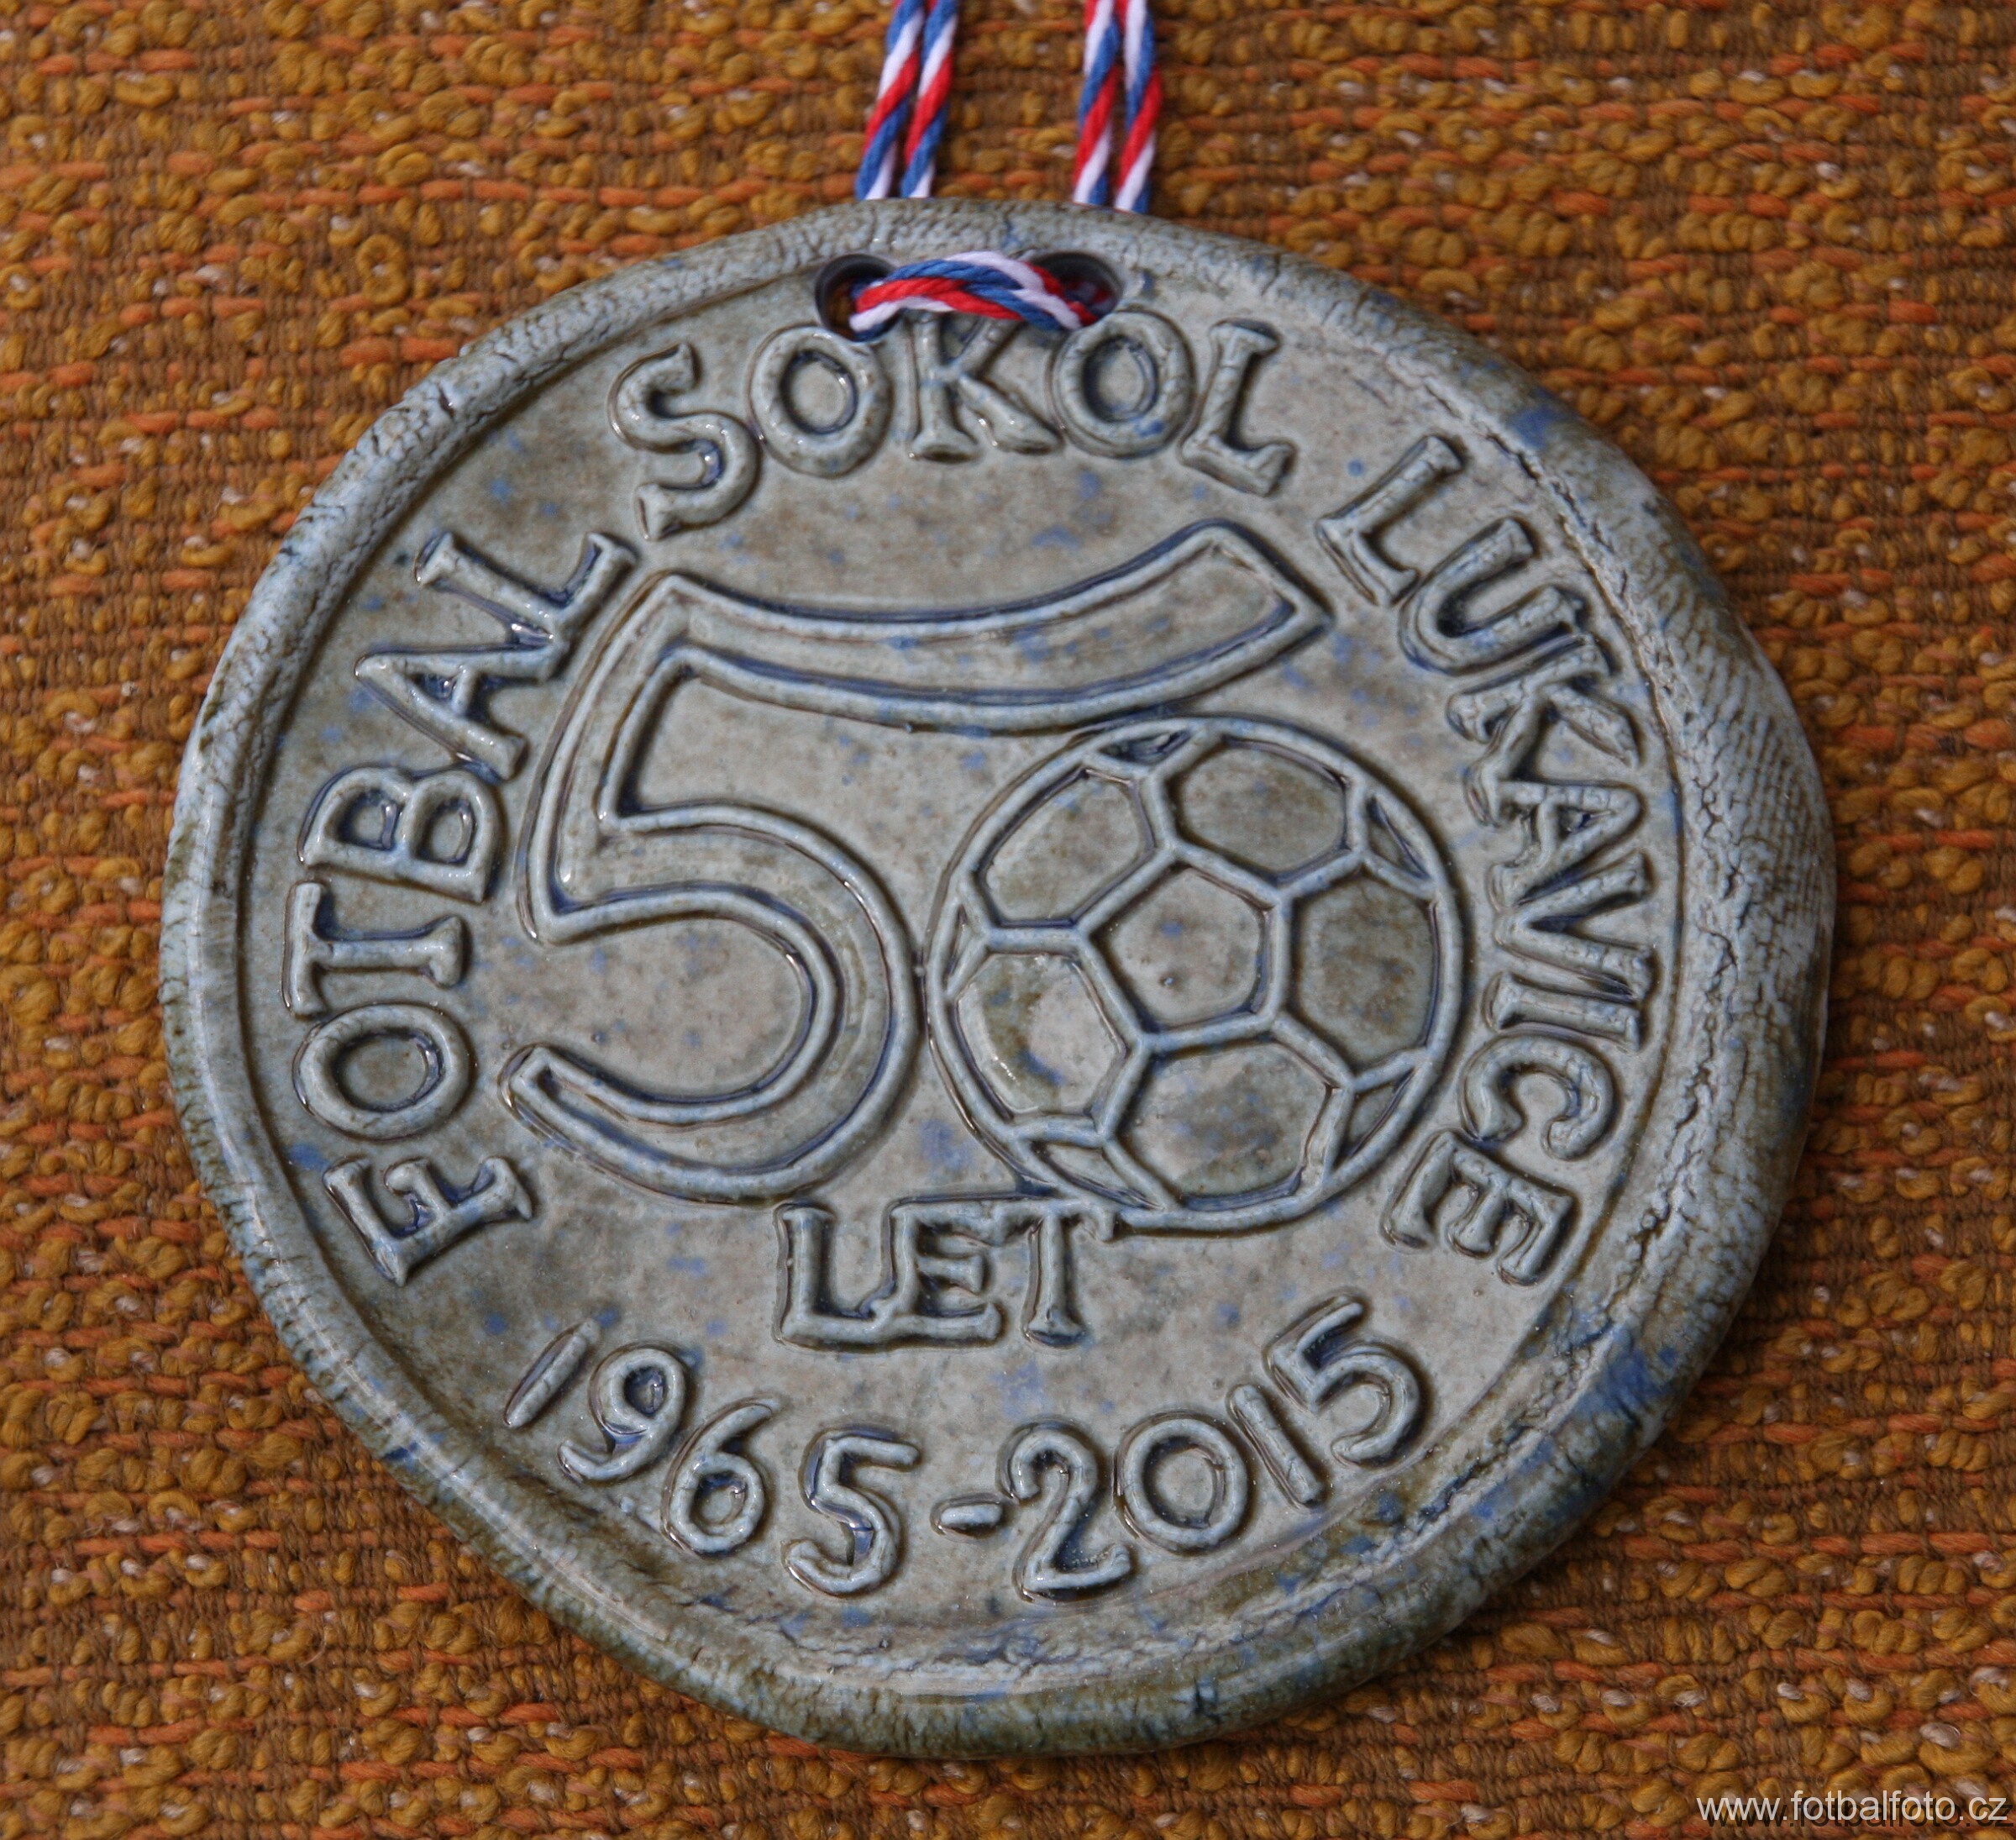 FOTBAL SOKOL LUKAVICE
50
LET
1965-2015
www.fotbalfoto.cz